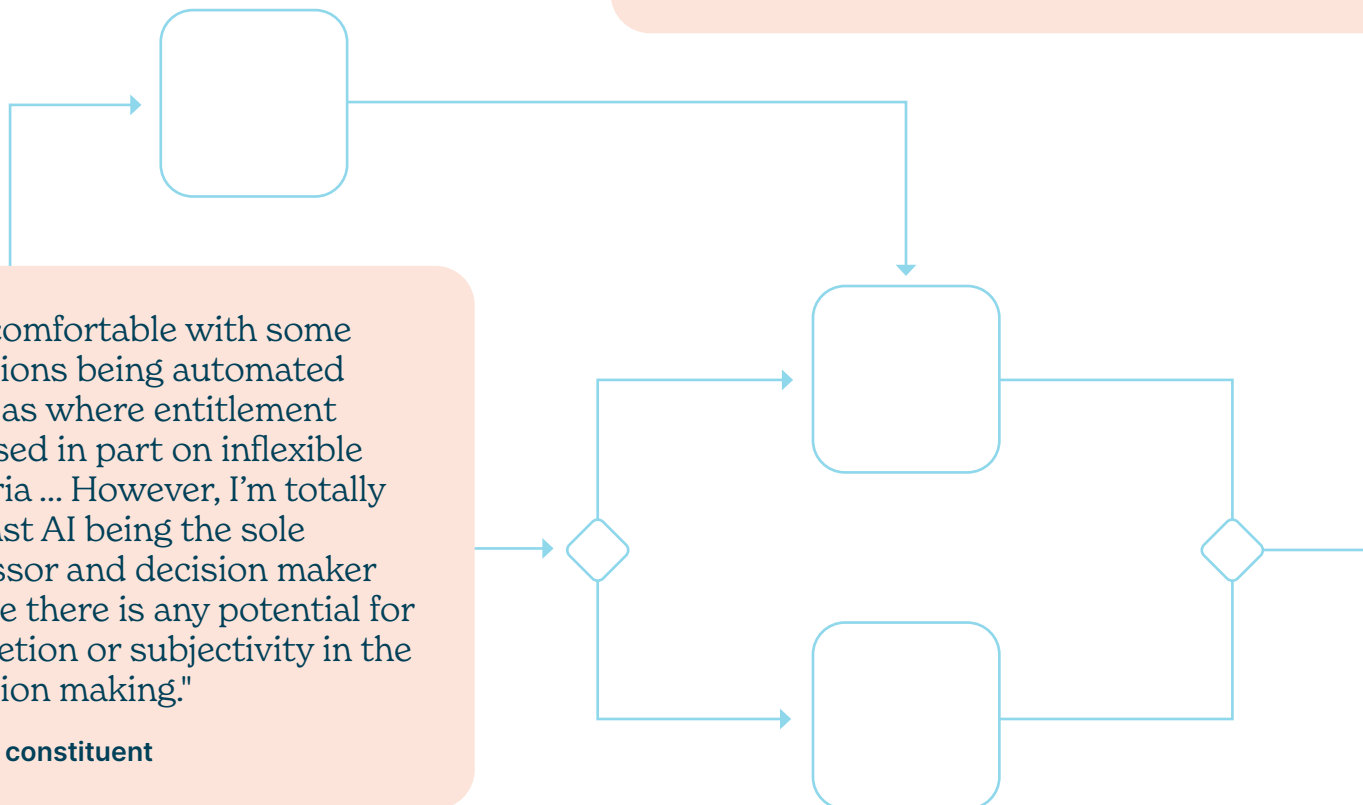 comfortable with some
ions being automated
as where entitlement
sed in part on inflexible
ria ... However, I’m totally
st AI being the sole
ssor and decision maker
e there is any potential for
etion or subjectivity in the
ion making."
constituent